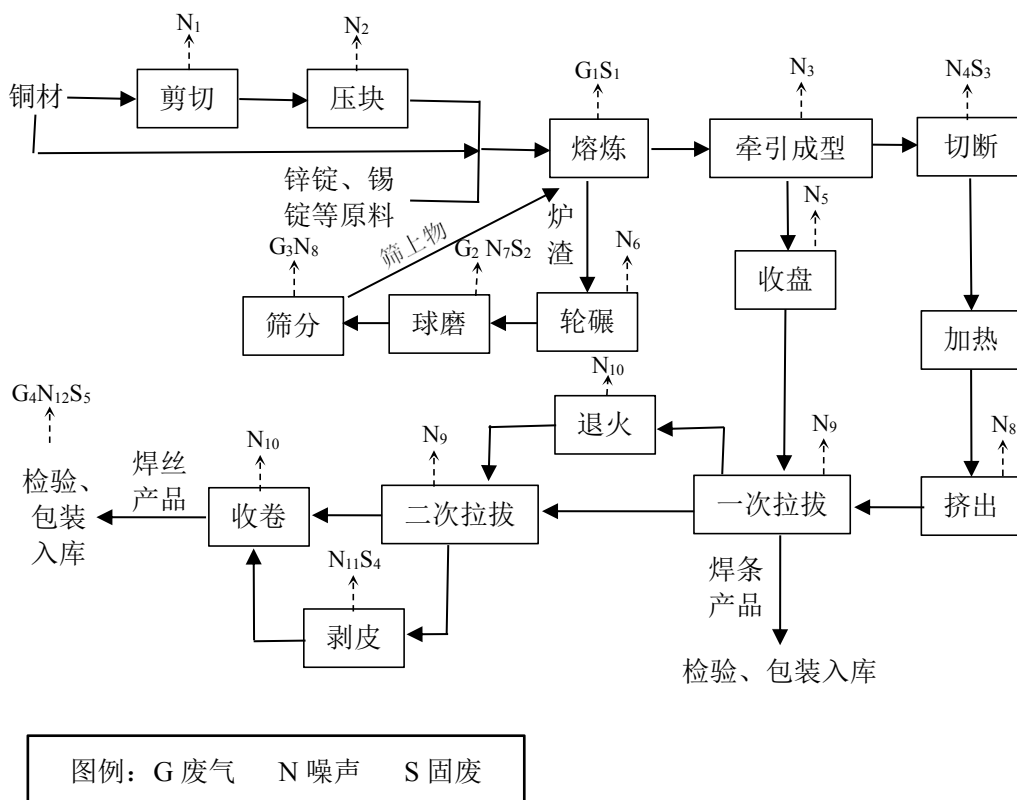 N₁
N₂
G₁S₁
N₃
N₄S₃
铜材
剪切
压块
熔炼
牵引成型
切断
锌锭、锡
锭等原料
炉
渣
筛上物
N₅
G₃N₈
G₂ N₇S₂
N₆
收盘
筛分
球磨
轮碾
加热
N₁₀
G₄N₁₂S₅
退火
N₁₀
N₉
N₉
N₈
焊丝
产品
检验、
包装
入库
收卷
二次拉拔
一次拉拔
挤出
N₁₁S₄
焊条
产品
剥皮
检验、包装入库
图例：G 废气 N 噪声 S 固废